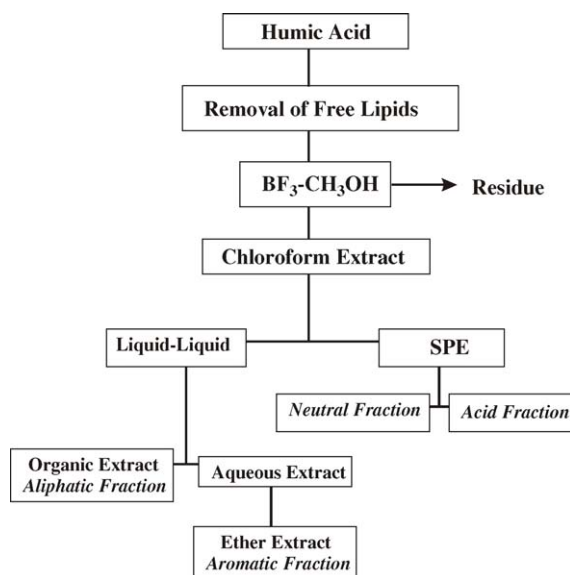 Humic Acid
Removal of Free Lipids
BF₃-CH₃OH
Residue
Chloroform Extract
Liquid-Liquid
SPE
Neutral Fraction
Acid Fraction
Organic Extract
Aliphatic Fraction
Aqueous Extract
Ether Extract
Aromatic Fraction